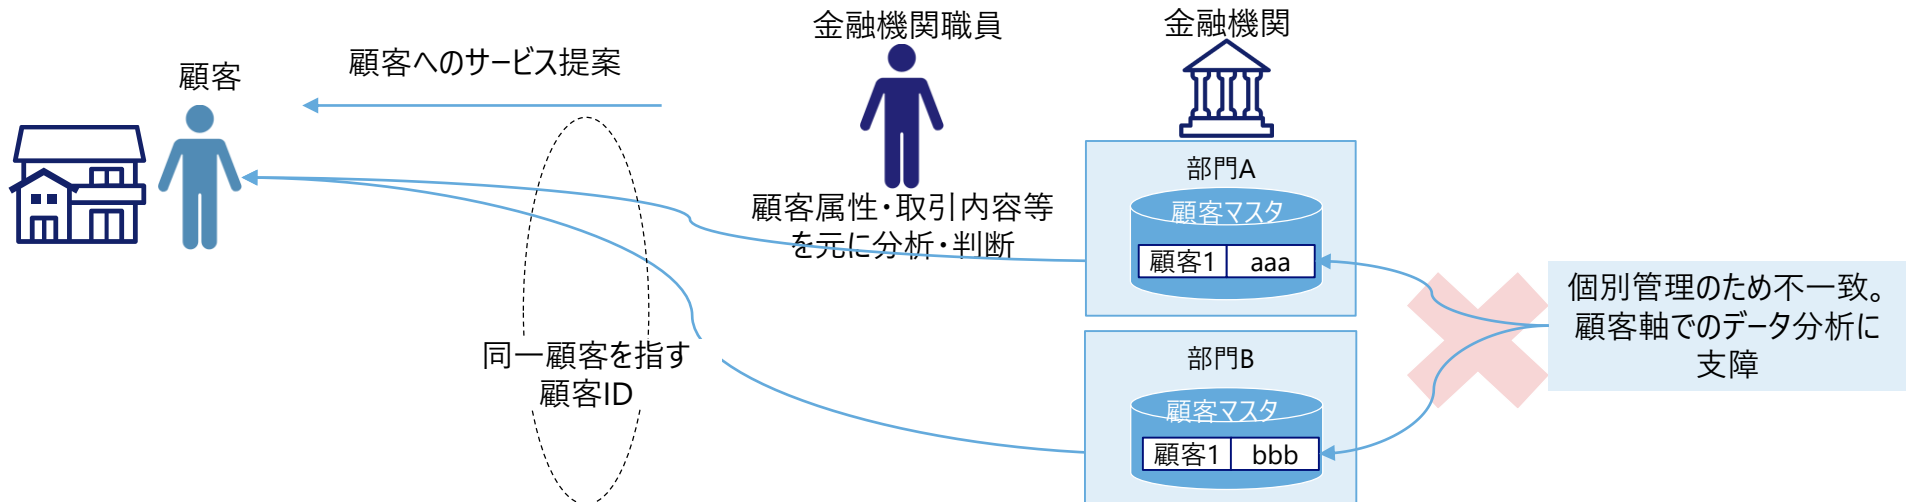 顧客
顧客へのサービス提案
金融機関職員
金融機関
顧客属性・取引内容等
を元に分析・判断
同一顧客を指す
顧客ID
部門A
顧客マスタ
顧客1 aaa
部門B
顧客マスタ
顧客1 bbb
個別管理のため不一致。
顧客軸でのデータ分析に
支障